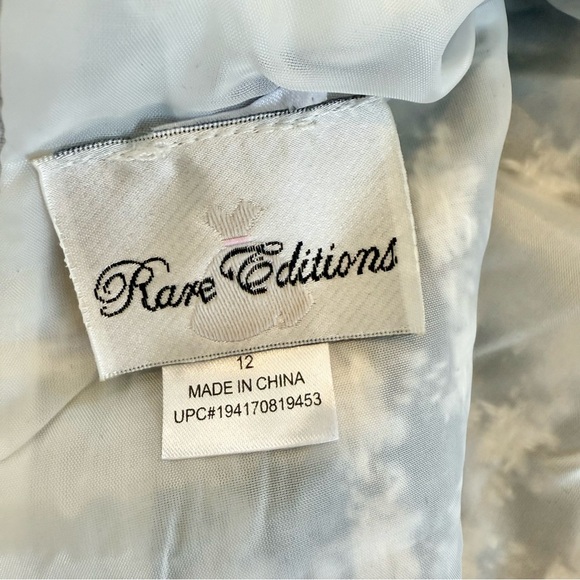 Rare Editions
12
MADE IN CHINA
UPC#194170819453